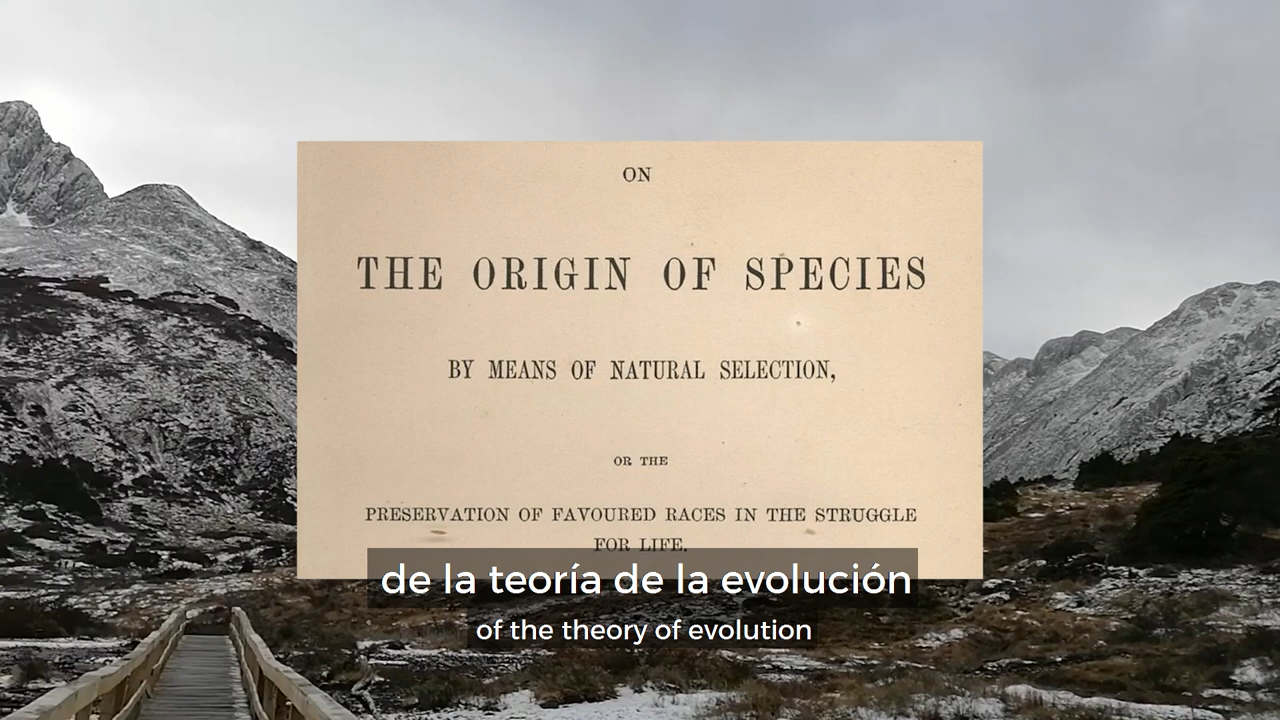 ON
THE ORIGIN OF SPECIES
BY MEANS OF NATURAL SELECTION,
OR THE
PRESERVATION OF FAVOURED RACES IN THE STRUGGLE
FOR LIFE.
de la teoría de la evolución
of the theory of evolution